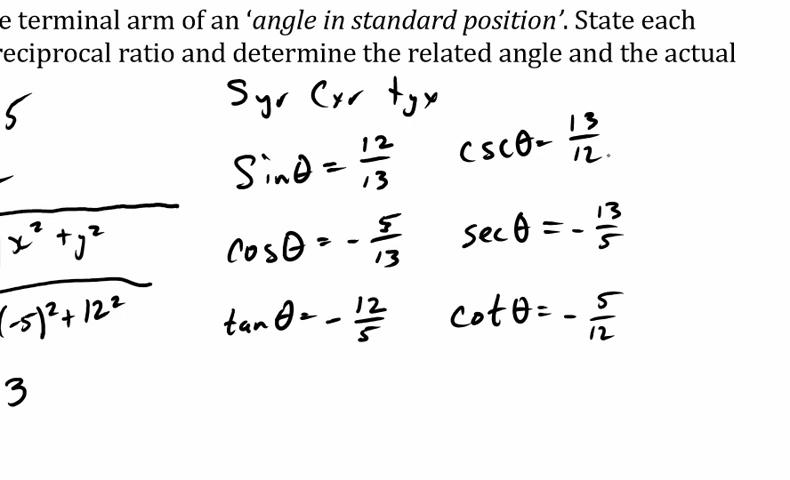 e terminal arm of an ‘angle in standard position’. State each
reciprocal ratio and determine the related angle and the actual
5
Syr Cxr tyx
sinθ = 12/13
cscθ = 13/12
x² + y²
cosθ = - 5/13
secθ = - 13/5
(-5)² + 12²
tanθ = - 12/5
cotθ = - 5/12
3